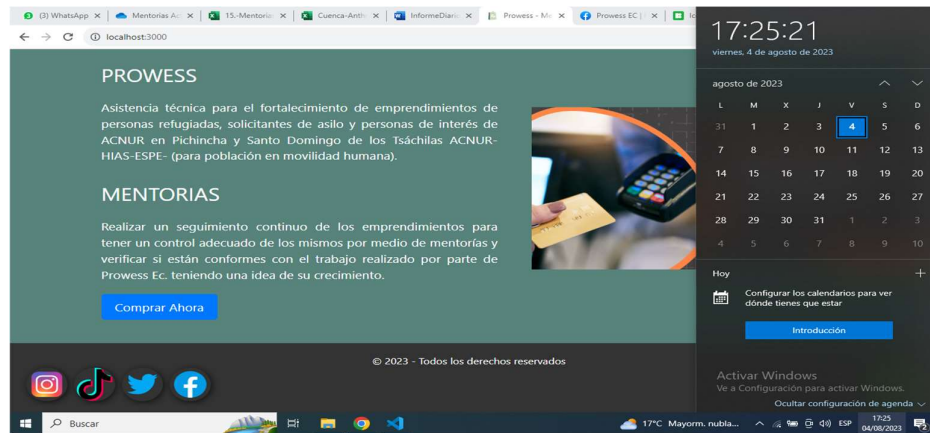 (3) WhatsApp
Mentorias A
15.-Mentoria
Cuenca-Anth
InformeDiari
Prowess - Me
Prowess EC |
lo
localhost:3000
PROWESS
Asistencia técnica para el fortalecimiento de emprendimientos de
personas refugiadas, solicitantes de asilo y personas de interés de
ACNUR en Pichincha y Santo Domingo de los Tsáchilas ACNUR-
HIAS-ESPE- (para población en movilidad humana).
MENTORIAS
Realizar un seguimiento continuo de los emprendimientos para
tener un control adecuado de los mismos por medio de mentorías y
verificar si están conformes con el trabajo realizado por parte de
Prowess Ec. teniendo una idea de su crecimiento.
Comprar Ahora
© 2023 - Todos los derechos reservados
17:25:21
viernes, 4 de agosto de 2023
agosto de 2023
L M X J V S D
31 1 2 3 4 5 6
7 8 9 10 11 12 13
14 15 16 17 18 19 20
21 22 23 24 25 26 27
28 29 30 31 1 2 3
4 5 6 7 8 9 10
Hoy
Configurar los calendarios para ver
dónde tienes que estar
Introducción
Activar Windows
Ve a Configuración para activar Windows.
Ocultar configuración de agenda
Buscar
17°C Mayorm. nubla...
ESP
17:25
04/08/2023
2